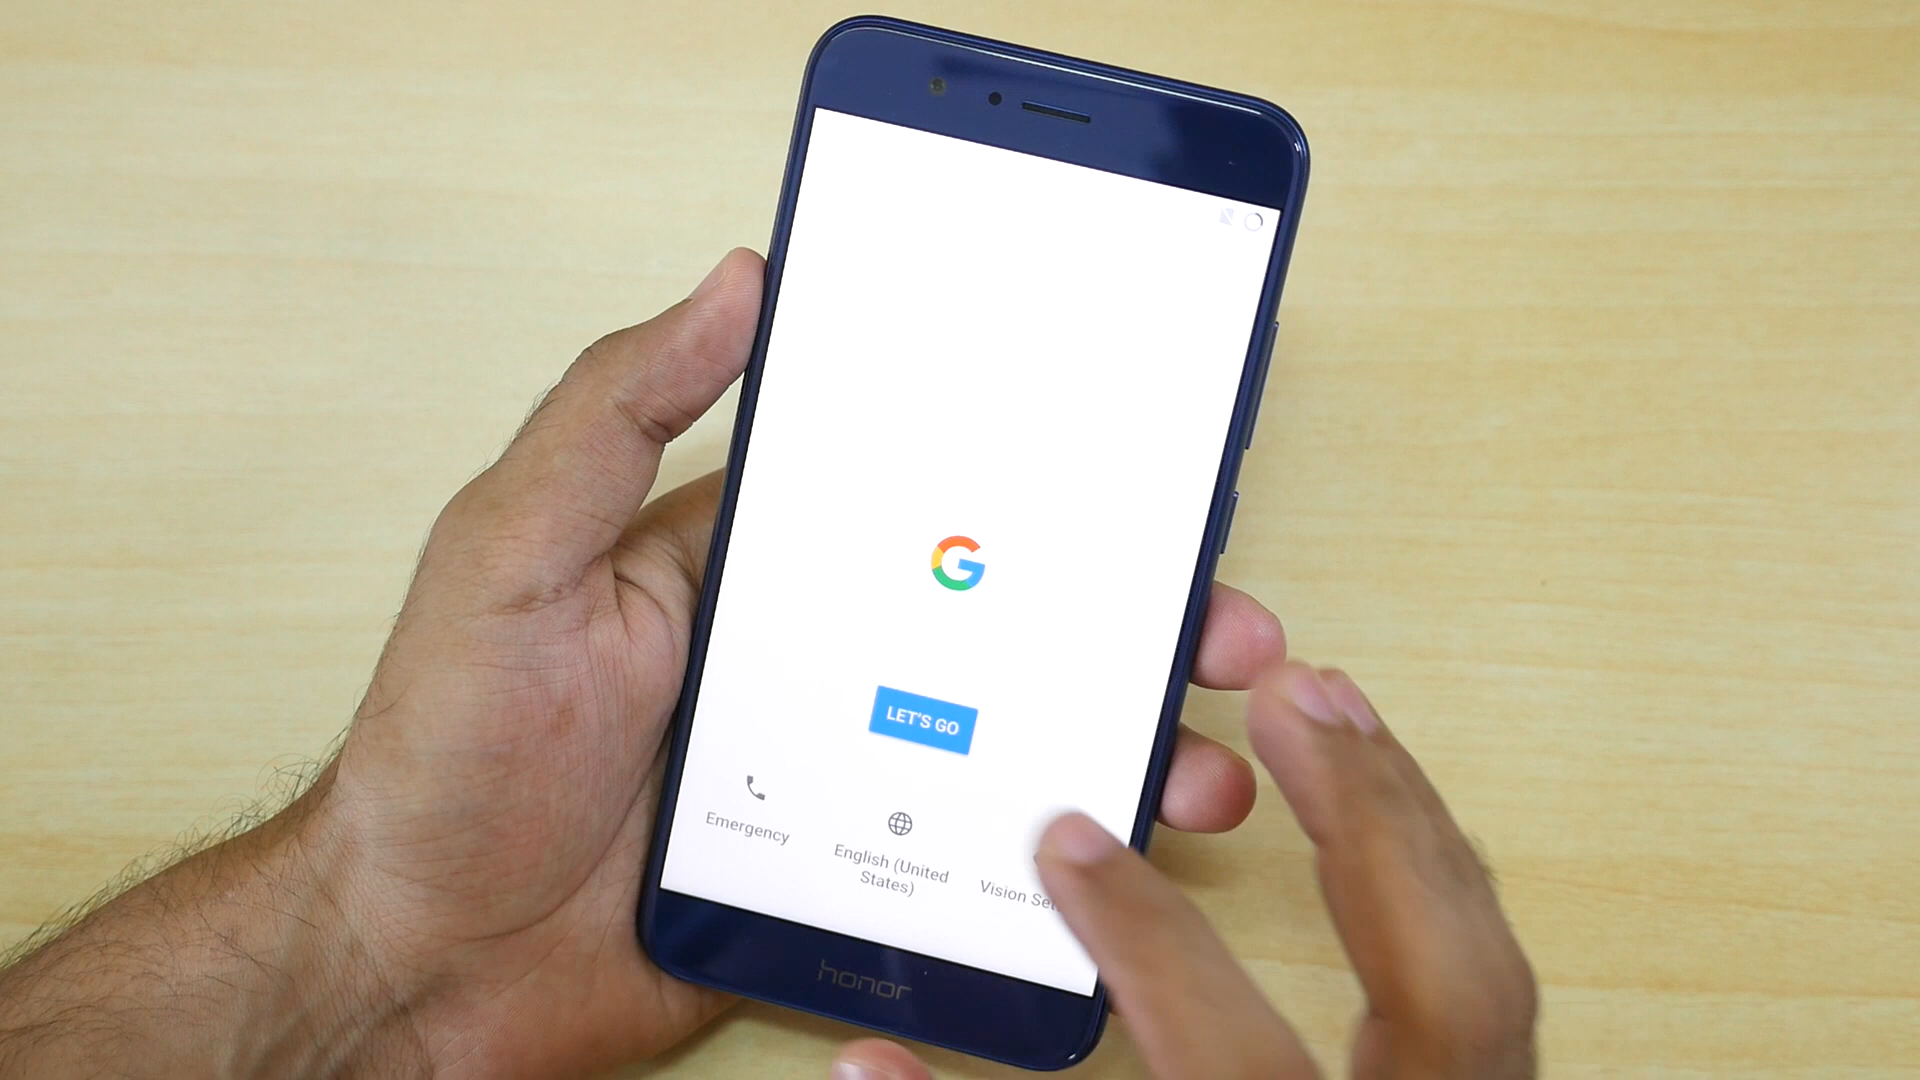 LET'S GO
Emergency
English (United
States)
Vision
honor